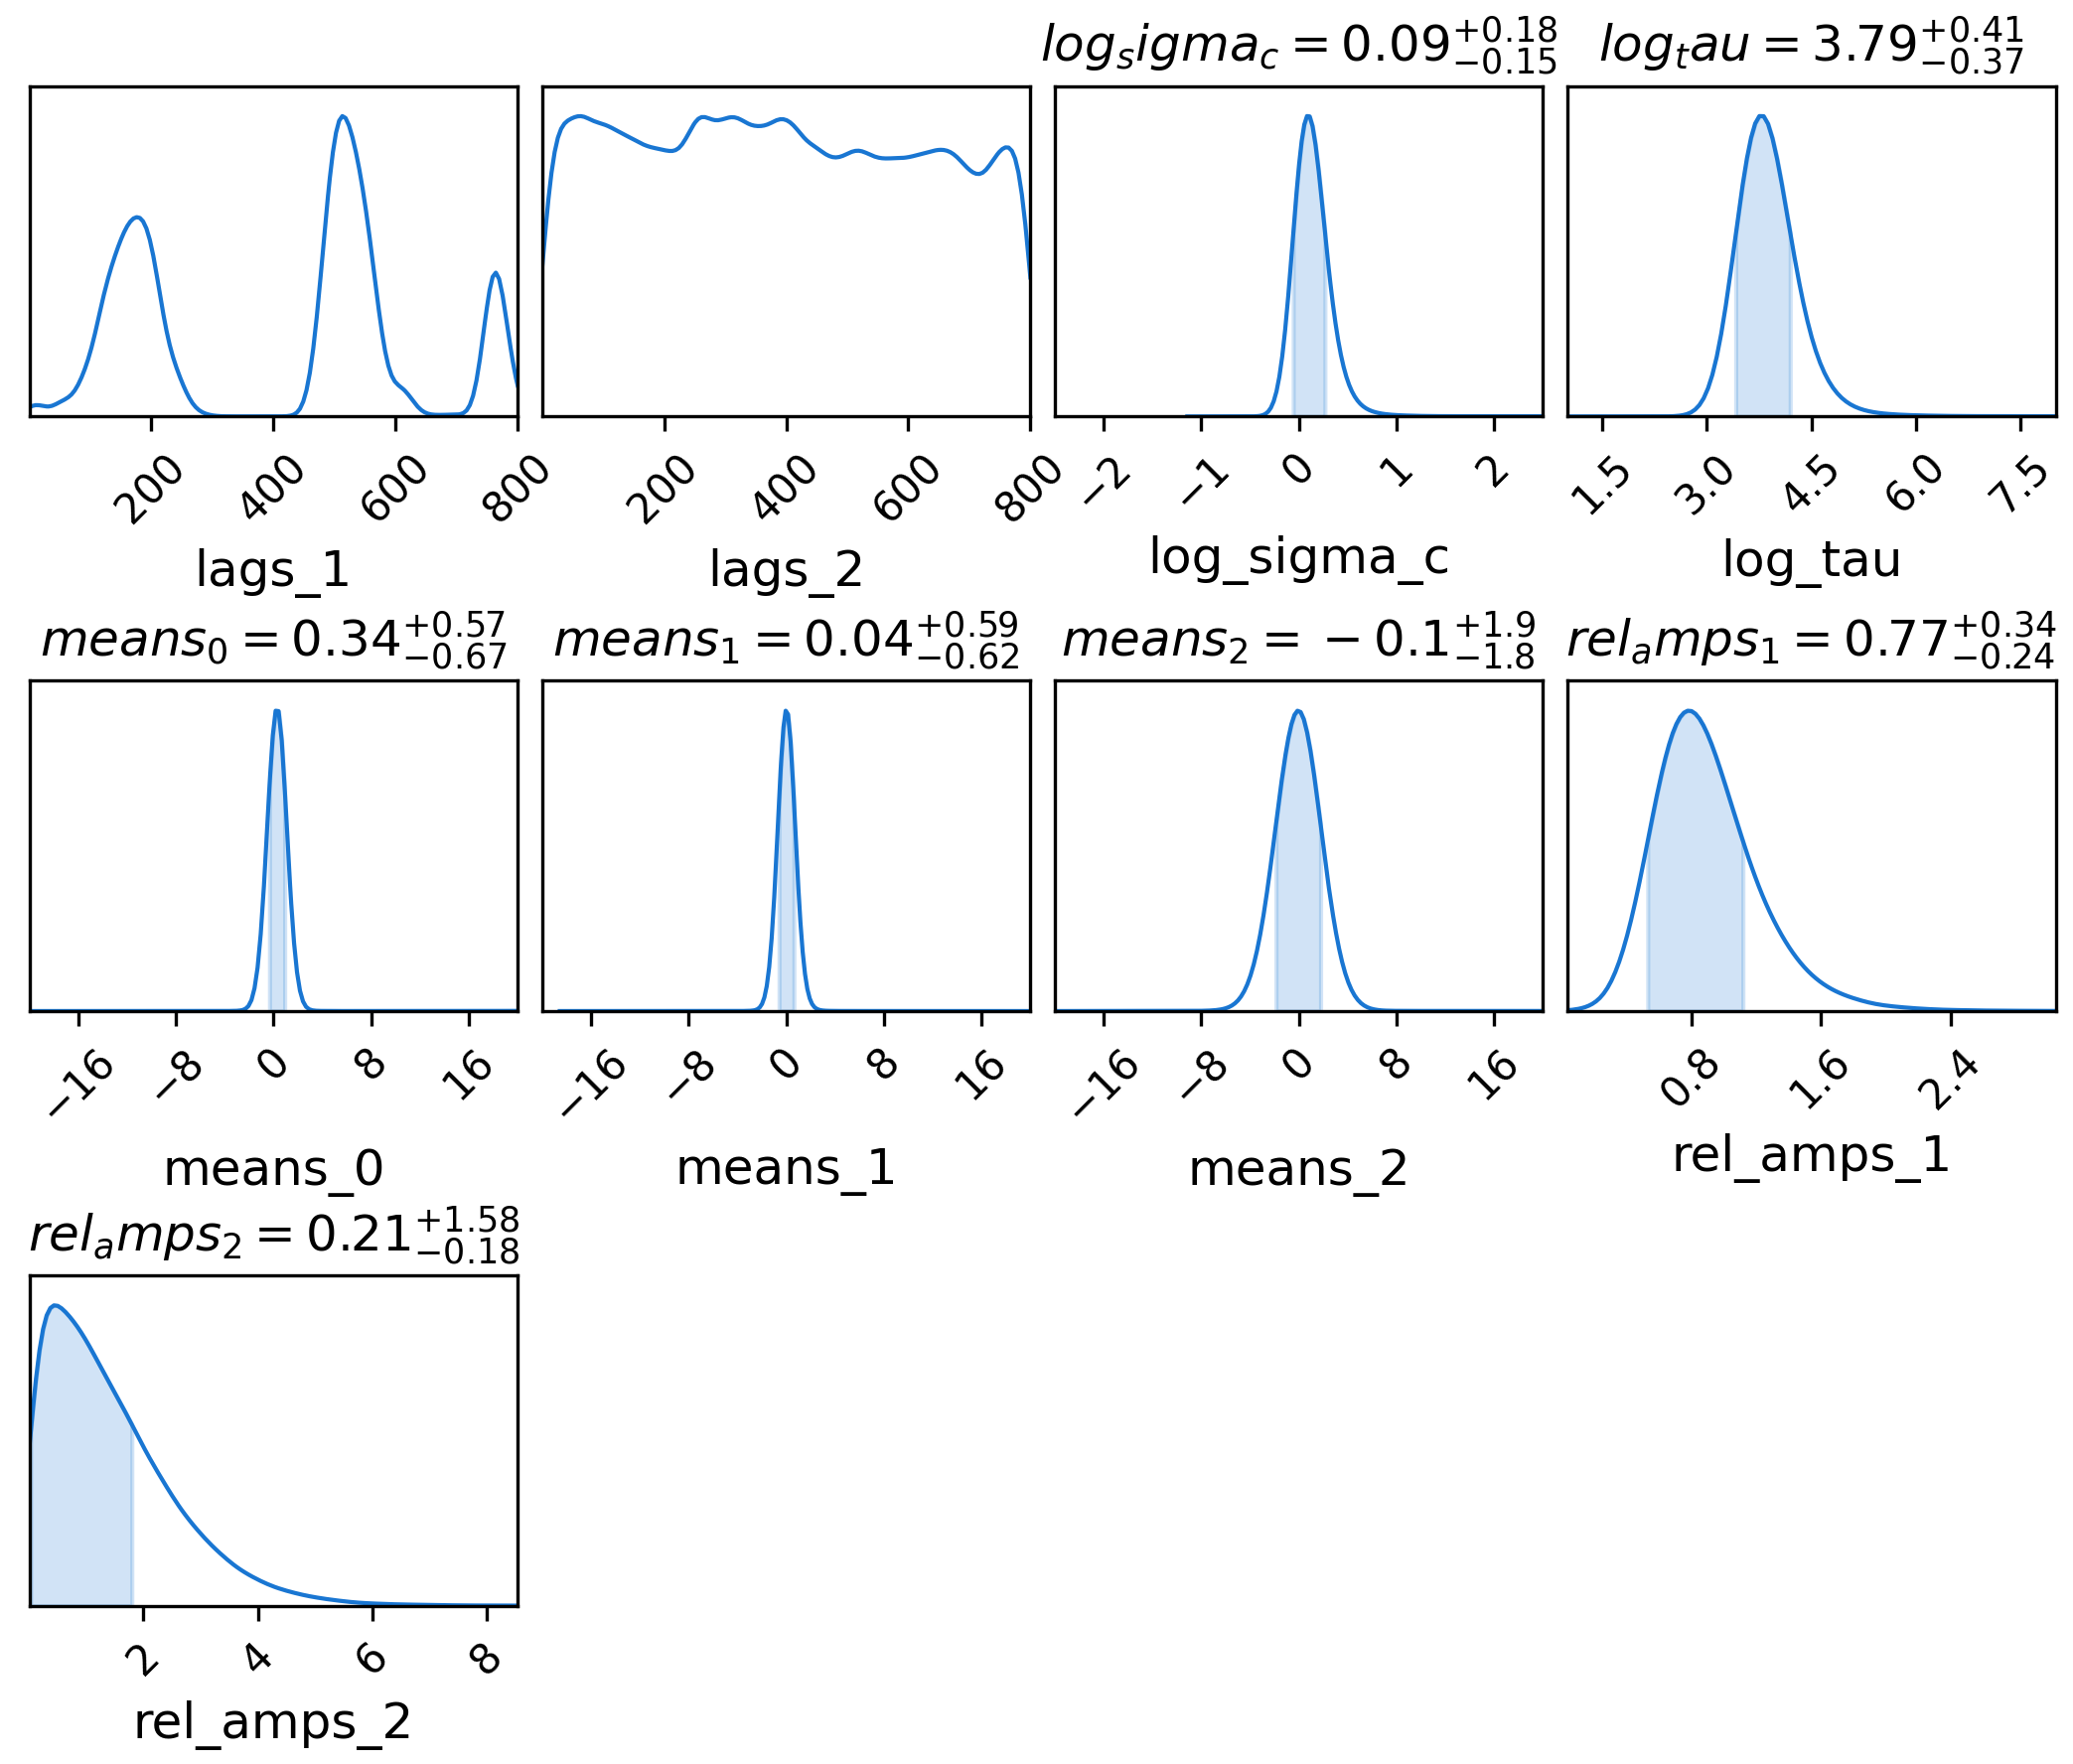 log_sigma_c = 0.09^{+0.18}_{-0.15} log_tau = 3.79^{+0.41}_{-0.37}
200 400 600 800 200 400 600 800 −2 −1 0 1 2 1.5 3.0 4.5 6.0 7.5
lags_1 lags_2 log_sigma_c log_tau
means_0 = 0.34^{+0.57}_{−0.67} means_1 = 0.04^{+0.59}_{−0.62} means_2 = −0.1^{+1.9}_{−1.8} rel_amps_1 = 0.77^{+0.34}_{−0.24}
−16 −8 0 8 16 −16 −8 0 8 16 −16 −8 0 8 16 0.8 1.6 2.4
means_0 means_1 means_2 rel_amps_1
rel_amps_2 = 0.21^{+1.58}_{−0.18}
2 4 6 8
rel_amps_2